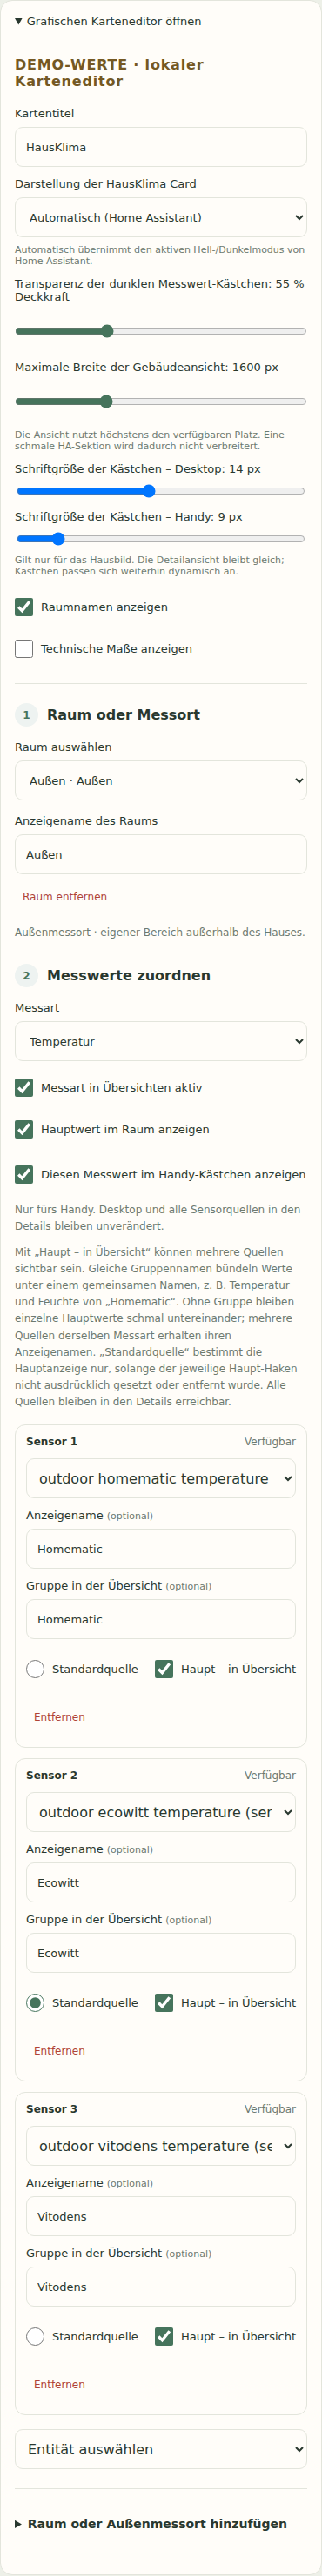 ▼ Grafischen Karteneditor öffnen
DEMO-WERTE · lokaler
Karteneditor
Kartentitel
HausKlima
Darstellung der HausKlima Card
Automatisch (Home Assistant)
Automatisch übernimmt den aktiven Hell-/Dunkelmodus von
Home Assistant.
Transparenz der dunklen Messwert-Kästchen: 55 %
Deckkraft
Maximale Breite der Gebäudeansicht: 1600 px
Die Ansicht nutzt höchstens den verfügbaren Platz. Eine
schmale HA-Sektion wird dadurch nicht verbreitert.
Schriftgröße der Kästchen – Desktop: 14 px
Schriftgröße der Kästchen – Handy: 9 px
Gilt nur für das Hausbild. Die Detailansicht bleibt gleich;
Kästchen passen sich weiterhin dynamisch an.
Raumnamen anzeigen
Technische Maße anzeigen
1 Raum oder Messort
Raum auswählen
Außen · Außen
Anzeigename des Raums
Außen
Raum entfernen
Außenmessort · eigener Bereich außerhalb des Hauses.
2 Messwerte zuordnen
Messart
Temperatur
Messart in Übersichten aktiv
Hauptwert im Raum anzeigen
Diesen Messwert im Handy-Kästchen anzeigen
Nur fürs Handy. Desktop und alle Sensorquellen in den
Details bleiben unverändert.
Mit „Haupt – in Übersicht“ können mehrere Quellen
sichtbar sein. Gleiche Gruppennamen bündeln Werte
unter einem gemeinsamen Namen, z. B. Temperatur
und Feuchte von „Homematic“. Ohne Gruppe bleiben
einzelne Hauptwerte schmal untereinander; mehrere
Quellen derselben Messart erhalten ihren
Anzeigenamen. „Standardquelle“ bestimmt die
Hauptanzeige nur, solange der jeweilige Haupt-Haken
nicht ausdrücklich gesetzt oder entfernt wurde. Alle
Quellen bleiben in den Details erreichbar.
Sensor 1 Verfügbar
outdoor homematic temperature
Anzeigename (optional)
Homematic
Gruppe in der Übersicht (optional)
Homematic
Standardquelle Haupt – in Übersicht
Entfernen
Sensor 2 Verfügbar
outdoor ecowitt temperature (ser
Anzeigename (optional)
Ecowitt
Gruppe in der Übersicht (optional)
Ecowitt
Standardquelle Haupt – in Übersicht
Entfernen
Sensor 3 Verfügbar
outdoor vitodens temperature (se
Anzeigename (optional)
Vitodens
Gruppe in der Übersicht (optional)
Vitodens
Standardquelle Haupt – in Übersicht
Entfernen
Entität auswählen
▶ Raum oder Außenmessort hinzufügen